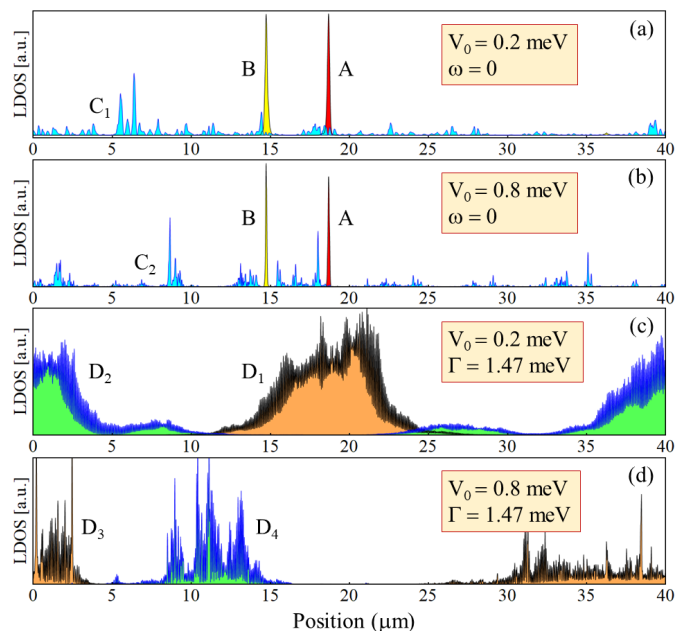 (a)
LDOS [a.u.]
V₀ = 0.2 meV
ω = 0
B
A
C₁
0 5 10 15 20 25 30 35 40
(b)
LDOS [a.u.]
V₀ = 0.8 meV
ω = 0
B
A
C₂
0 5 10 15 20 25 30 35 40
(c)
LDOS [a.u.]
V₀ = 0.2 meV
Γ = 1.47 meV
D₂
D₁
0 5 10 15 20 25 30 35 40
(d)
LDOS [a.u.]
V₀ = 0.8 meV
Γ = 1.47 meV
D₃
D₄
0 5 10 15 20 25 30 35 40
Position (μm)